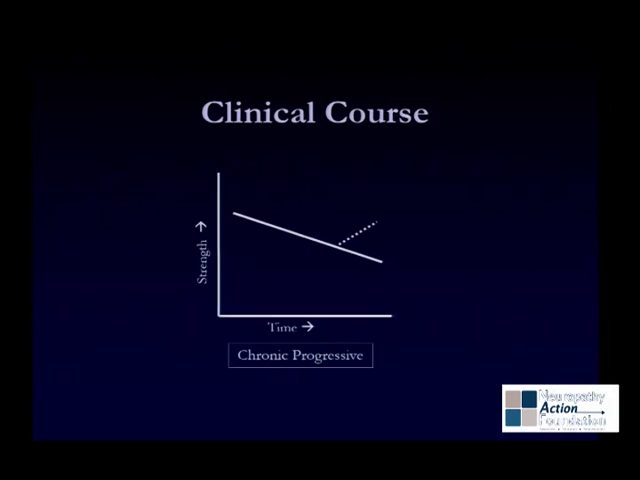 Clinical Course
Strength →
Time →
Chronic Progressive
Neuropathy
Action
Foundation